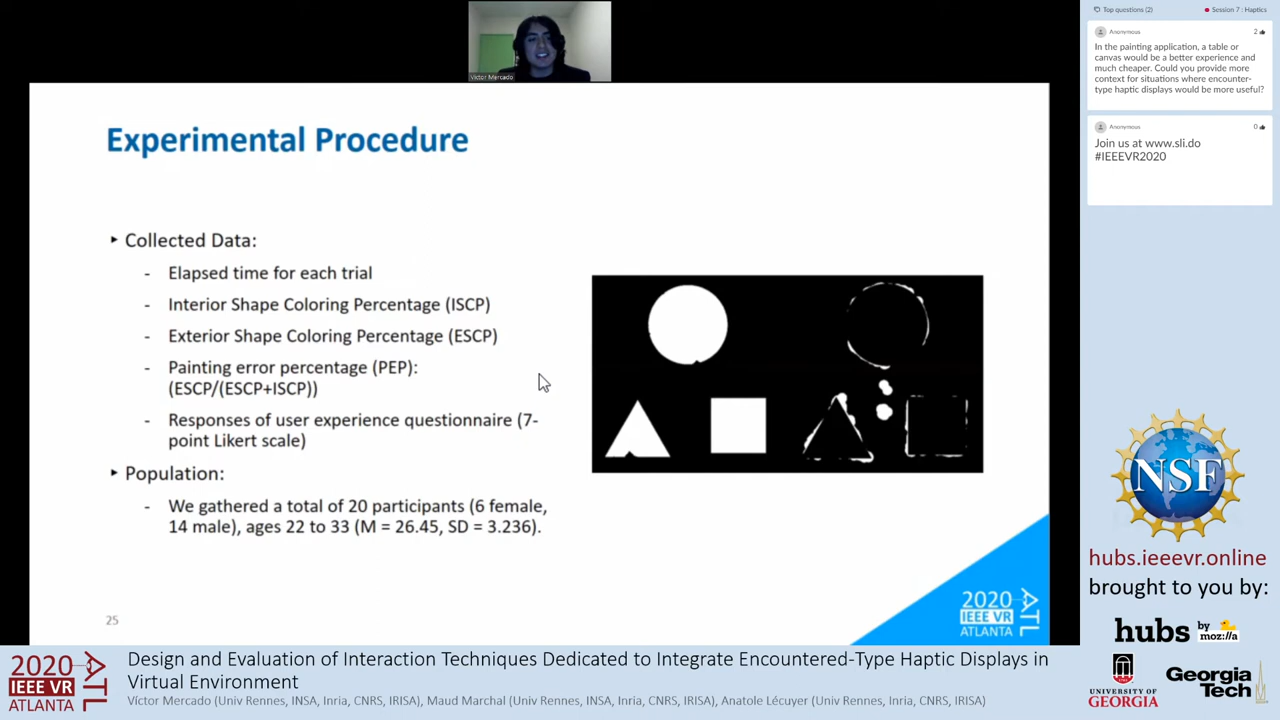 Víctor Mercado
Experimental Procedure
Collected Data:
- Elapsed time for each trial
- Interior Shape Coloring Percentage (ISCP)
- Exterior Shape Coloring Percentage (ESCP)
- Painting error percentage (PEP):
(ESCP/(ESCP+ISCP))
- Responses of user experience questionnaire (7-
point Likert scale)
Population:
- We gathered a total of 20 participants (6 female,
14 male), ages 22 to 33 (M = 26.45, SD = 3.236).
25
2020
IEEE VR
ATLANTA
ATL
Top questions (2)
Session 7 : Haptics
Anonymous
2
In the painting application, a table or
canvas would be a better experience and
much cheaper. Could you provide more
context for situations where encounter-
type haptic displays would be more useful?
Anonymous
0
Join us at www.sli.do
#IEEEVR2020
NSF
hubs.ieeevr.online
brought to you by:
hubs by moz://a
UNIVERSITY OF
GEORGIA
Georgia
Tech
2020
IEEE VR
ATLANTA
ATL
Design and Evaluation of Interaction Techniques Dedicated to Integrate Encountered-Type Haptic Displays in
Virtual Environment
Víctor Mercado (Univ Rennes, INSA, Inria, CNRS, IRISA), Maud Marchal (Univ Rennes, INSA, Inria, CNRS, IRISA), Anatole Lécuyer (Univ Rennes, Inria, CNRS, IRISA)